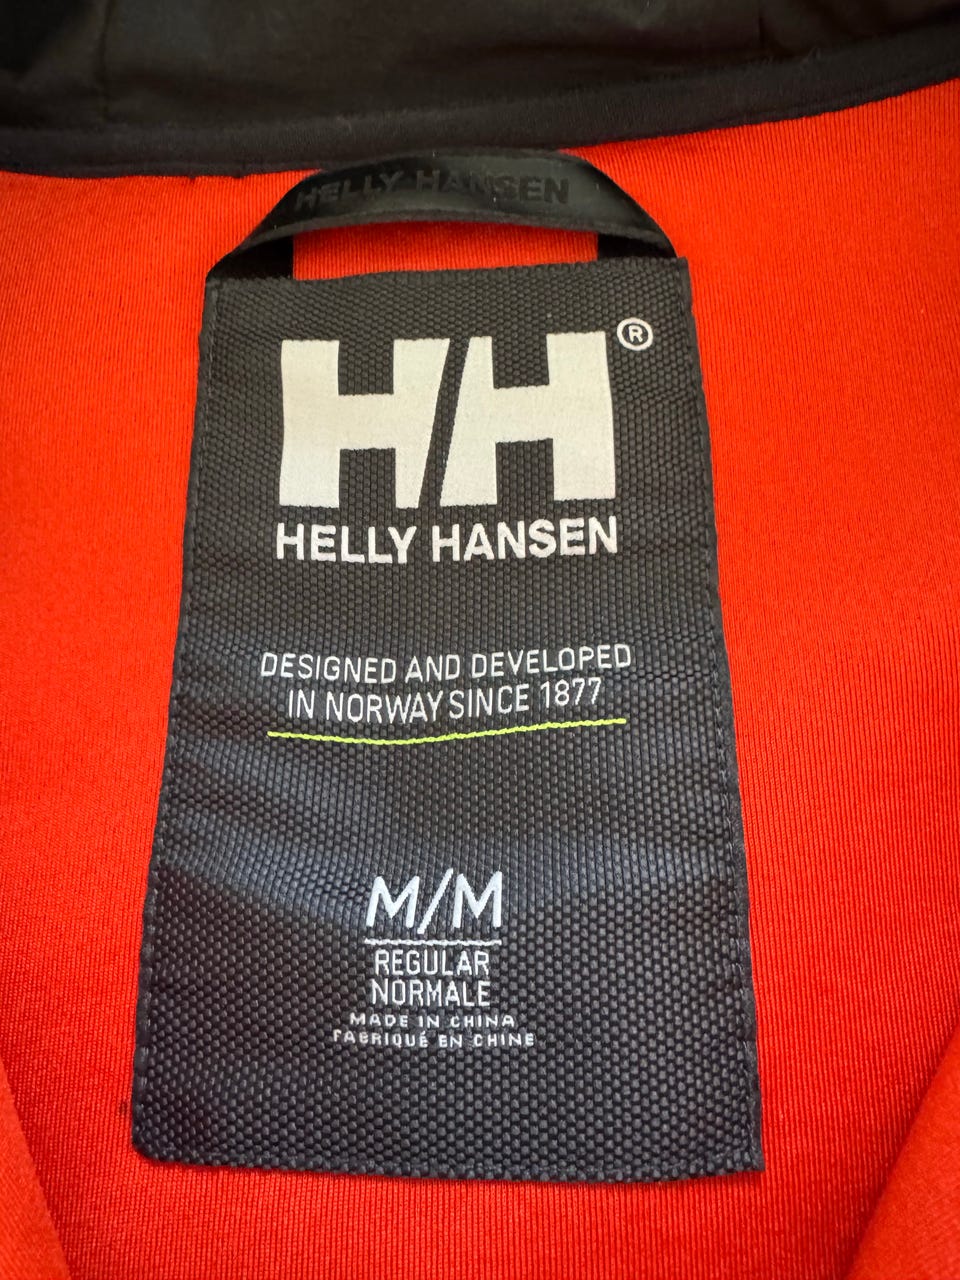 HELLY HANSEN
HH®
HELLY HANSEN
DESIGNED AND DEVELOPED
IN NORWAY SINCE 1877
M/M
REGULAR
NORMALE
MADE IN CHINA
FABRIQUÉ EN CHINE